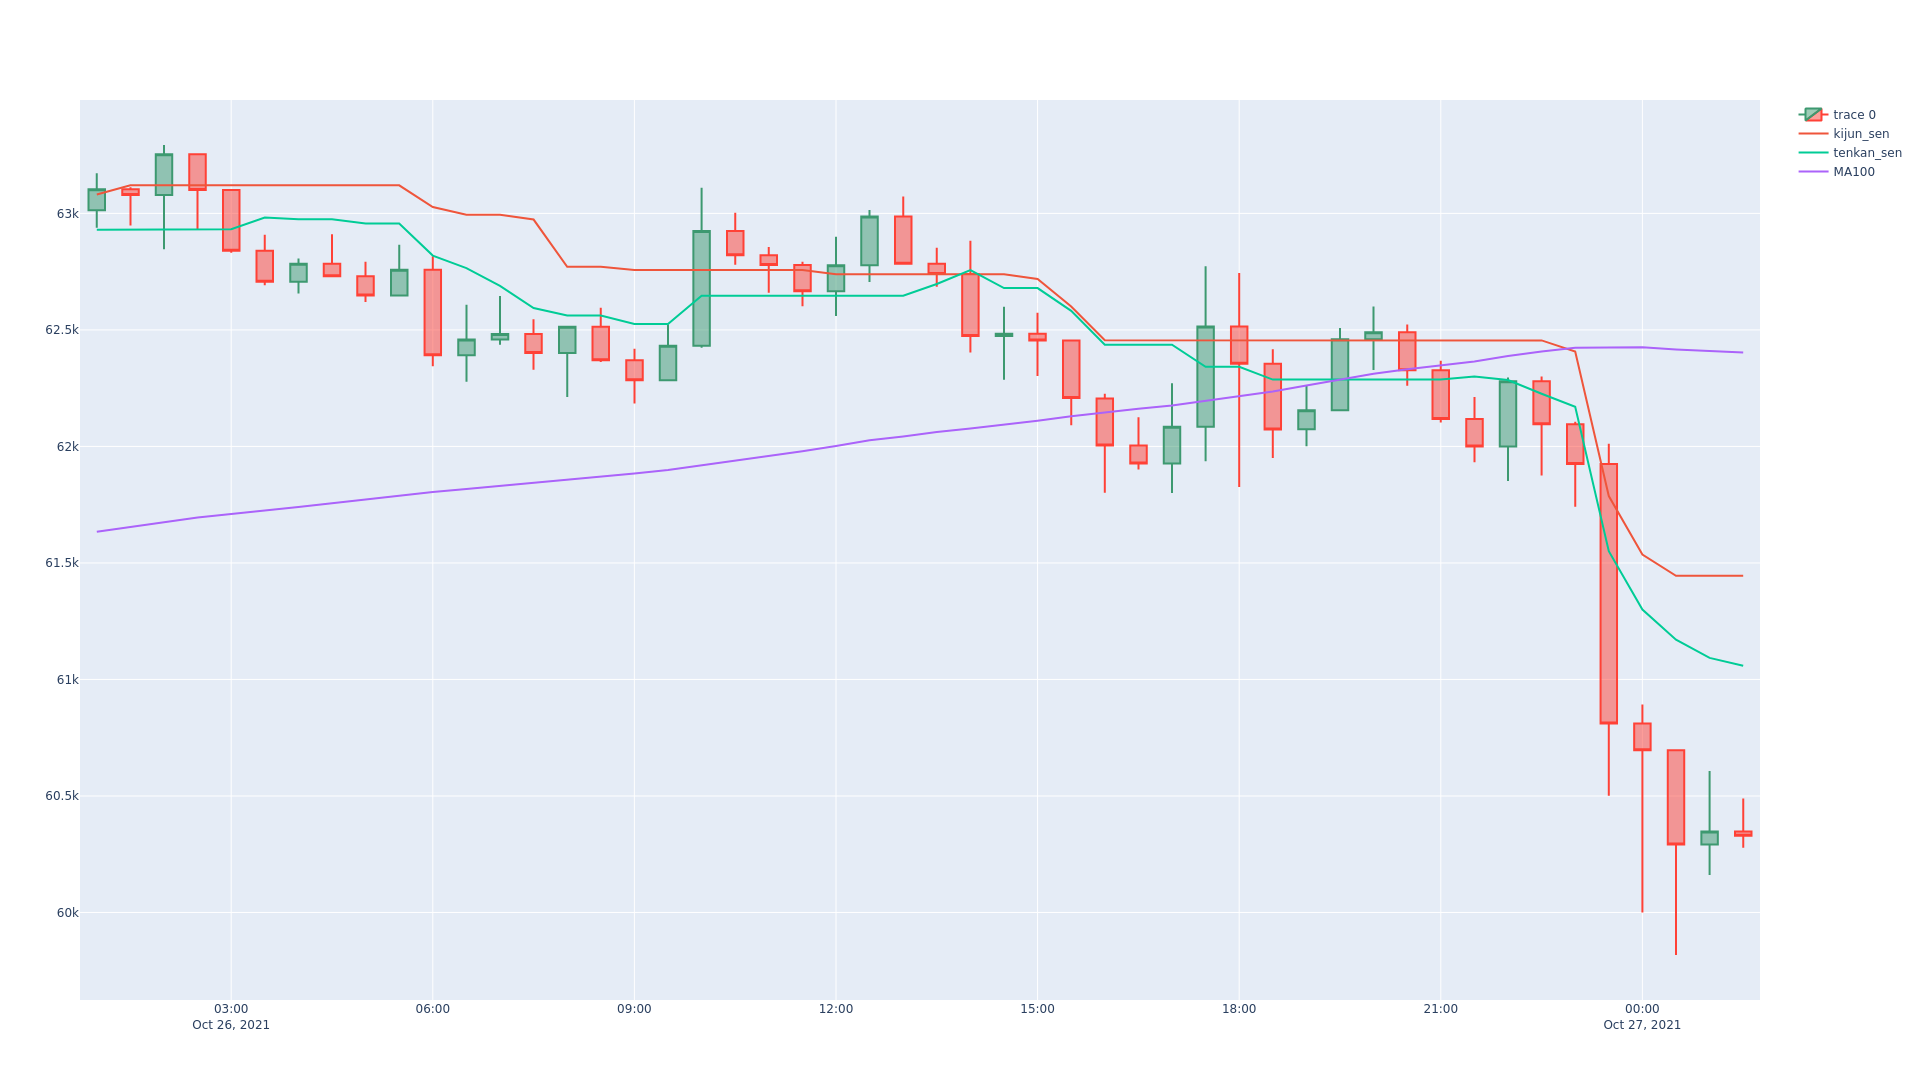 trace 0
kijun_sen
tenkan_sen
MA100
63k
62.5k
62k
61.5k
61k
60.5k
60k
03:00
Oct 26, 2021
06:00
09:00
12:00
15:00
18:00
21:00
00:00
Oct 27, 2021